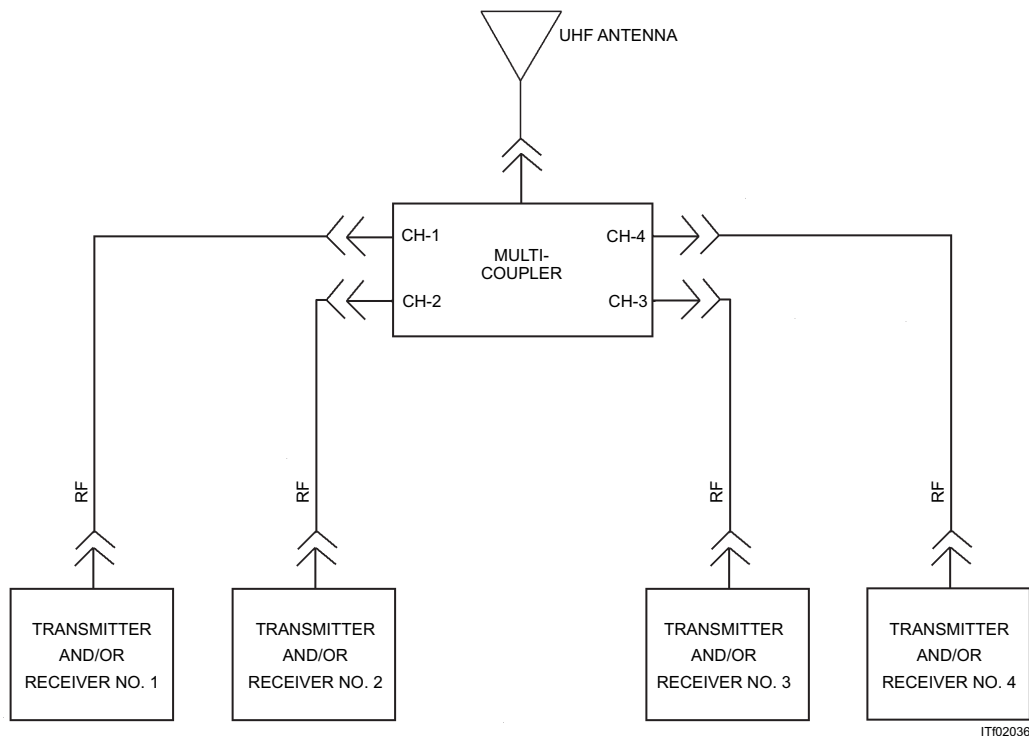 UHF ANTENNA
CH-1
MULTI-
COUPLER
CH-4
CH-2
CH-3
RF
RF
RF
RF
TRANSMITTER
AND/OR
RECEIVER NO. 1
TRANSMITTER
AND/OR
RECEIVER NO. 2
TRANSMITTER
AND/OR
RECEIVER NO. 3
TRANSMITTER
AND/OR
RECEIVER NO. 4
ITf02036